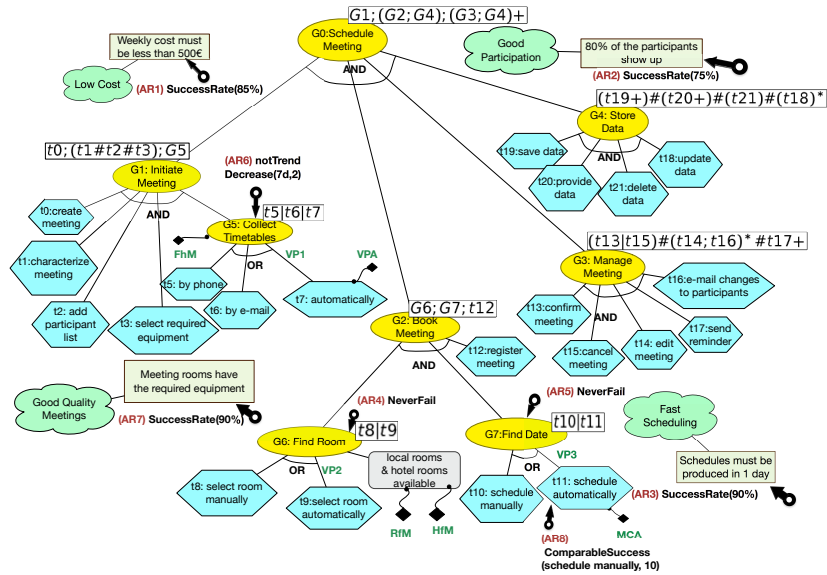 G1; (G2; G4); (G3; G4)+
G0:Schedule
Meeting
AND
Weekly cost must
be less than 500€
Low Cost
(AR1) SuccessRate(85%)
Good
Participation
80% of the participants
show up
(AR2) SuccessRate(75%)
(t19+)#(t20+)#(t21)#(t18)*
G4: Store
Data
AND
t19:save data
t20:provide
data
t21:delete
data
t18:update
data
t0; (t1#t2#t3); G5
G1: Initiate
Meeting
AND
t0:create
meeting
t1:characterize
meeting
t2: add
participant
list
t3: select required
equipment
(AR6) notTrend
Decrease(7d,2)
t5|t6|t7
G5: Collect
Timetables
FhM
OR
VP1
VPA
t5: by phone
t6: by e-mail
t7: automatically
(t13|t15)#(t14; t16)*#t17+
G3: Manage
Meeting
AND
t13:confirm
meeting
t15:cancel
meeting
t14: edit
meeting
t17:send
reminder
t16:e-mail changes
to participants
G6; G7; t12
G2: Book
Meeting
AND
t12:register
meeting
Meeting rooms have
the required equipment
Good Quality
Meetings
(AR7) SuccessRate(90%)
(AR4) NeverFail
t8|t9
G6: Find Room
OR
VP2
t8: select room
manually
t9:select room
automatically
local rooms
& hotel rooms
available
RfM
HfM
(AR5) NeverFail
t10|t11
G7:Find Date
OR
VP3
t10: schedule
manually
t11: schedule
automatically
MCA
(AR8)
ComparableSuccess
(schedule manually, 10)
Fast
Scheduling
Schedules must be
produced in 1 day
(AR3) SuccessRate(90%)